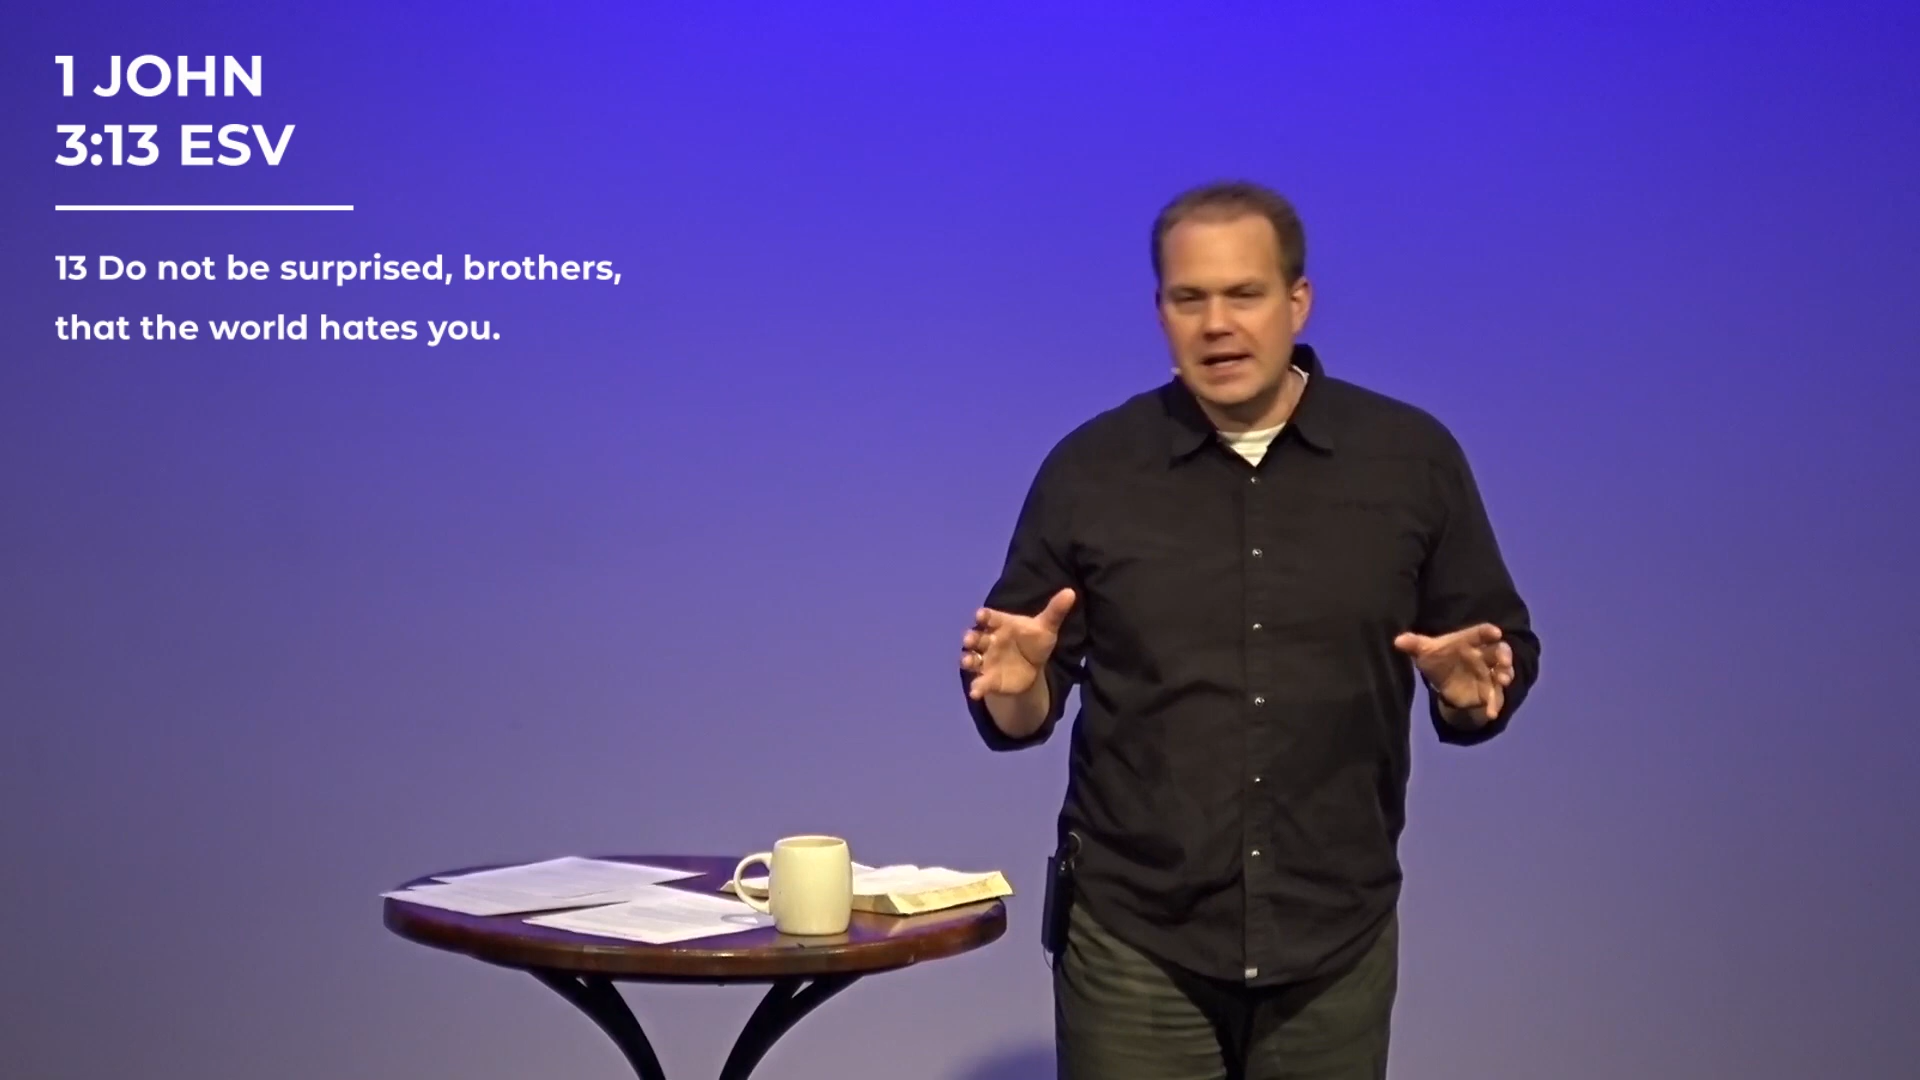 1 JOHN
3:13 ESV
13 Do not be surprised, brothers,
that the world hates you.